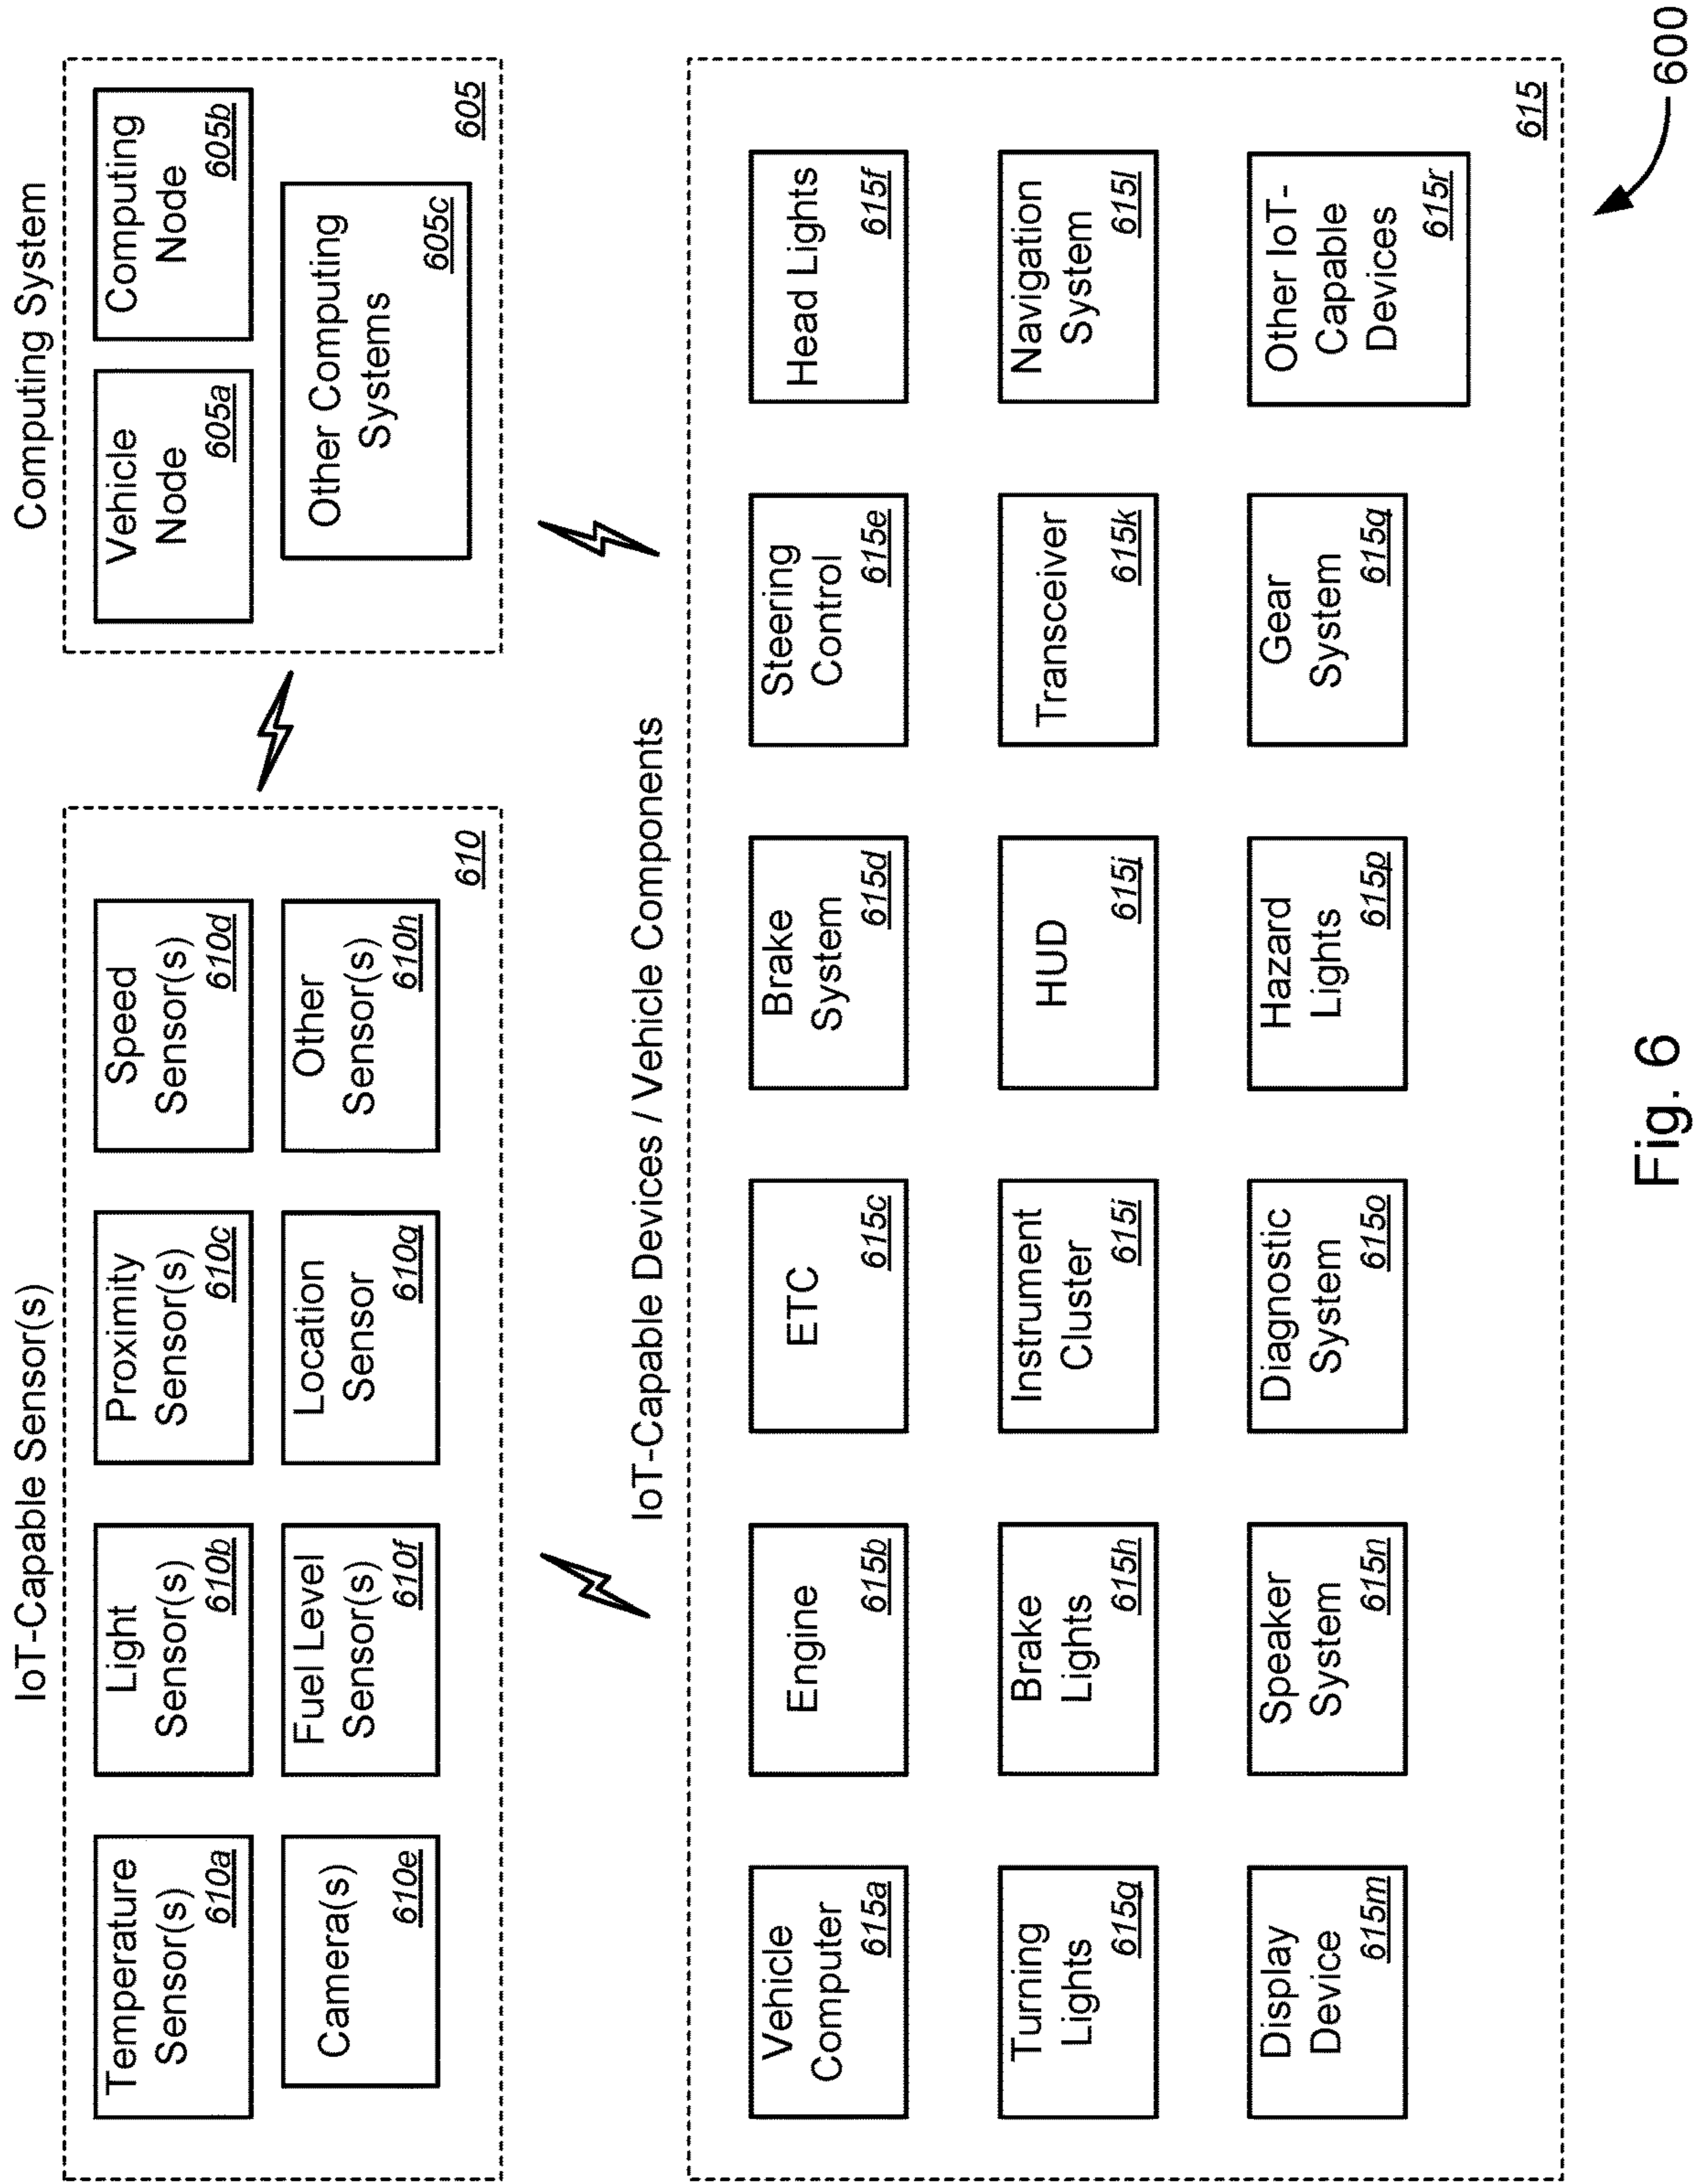 IoT-Capable Sensor(s)
Temperature
Sensor(s)
610a
Light
Sensor(s)
610b
Proximity
Sensor(s)
610c
Speed
Sensor(s)
610d
Camera(s)
610e
Fuel Level
Sensor(s)
610f
Location
Sensor
610g
Other
Sensor(s)
610h
610
Computing System
Vehicle
Node
605a
Computing
Node
605b
Other Computing
Systems
605c
605
IoT-Capable Devices / Vehicle Components
Vehicle
Computer
615a
Engine
615b
ETC
615c
Brake
System
615d
Steering
Control
615e
Head Lights
615f
Turning
Lights
615g
Brake
Lights
615h
Instrument
Cluster
615i
HUD
615j
Transceiver
615k
Navigation
System
615l
Display
Device
615m
Speaker
System
615n
Diagnostic
System
615o
Hazard
Lights
615p
Gear
System
615q
Other IoT-
Capable
Devices
615r
615
600
Fig. 6